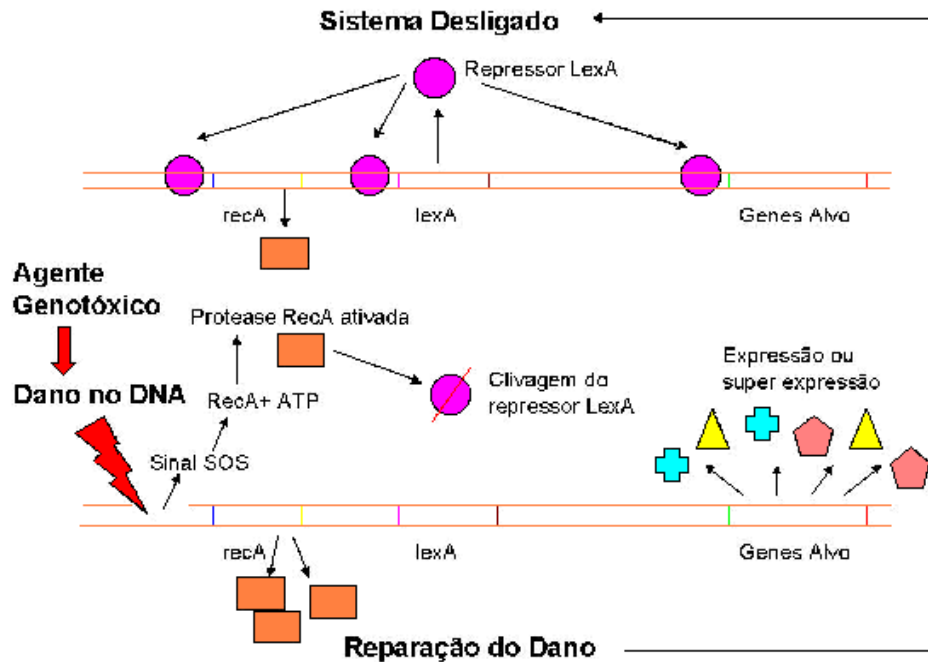 Sistema Desligado
Repressor LexA
recA
lexA
Genes Alvo
Agente
Genotóxico
Protease RecA ativada
Expressão ou
super expressão
Clivagem do
repressor LexA
Dano no DNA
RecA+ ATP
Sinal SOS
recA
lexA
Genes Alvo
Reparação do Dano